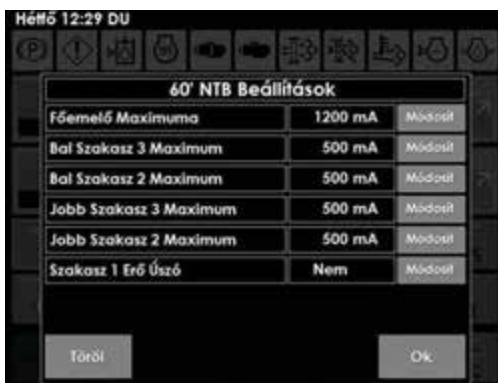 Hétfő 12:29 DU
60' NTB Beállítások
Főemelő Maximuma 1200 mA Módosít
Bal Szakasz 3 Maximum 500 mA Módosít
Bal Szakasz 2 Maximum 500 mA Módosít
Jobb Szakasz 3 Maximum 500 mA Módosít
Jobb Szakasz 2 Maximum 500 mA Módosít
Szakasz 1 Erő Úszó Nem Módosít
Töröl Ok